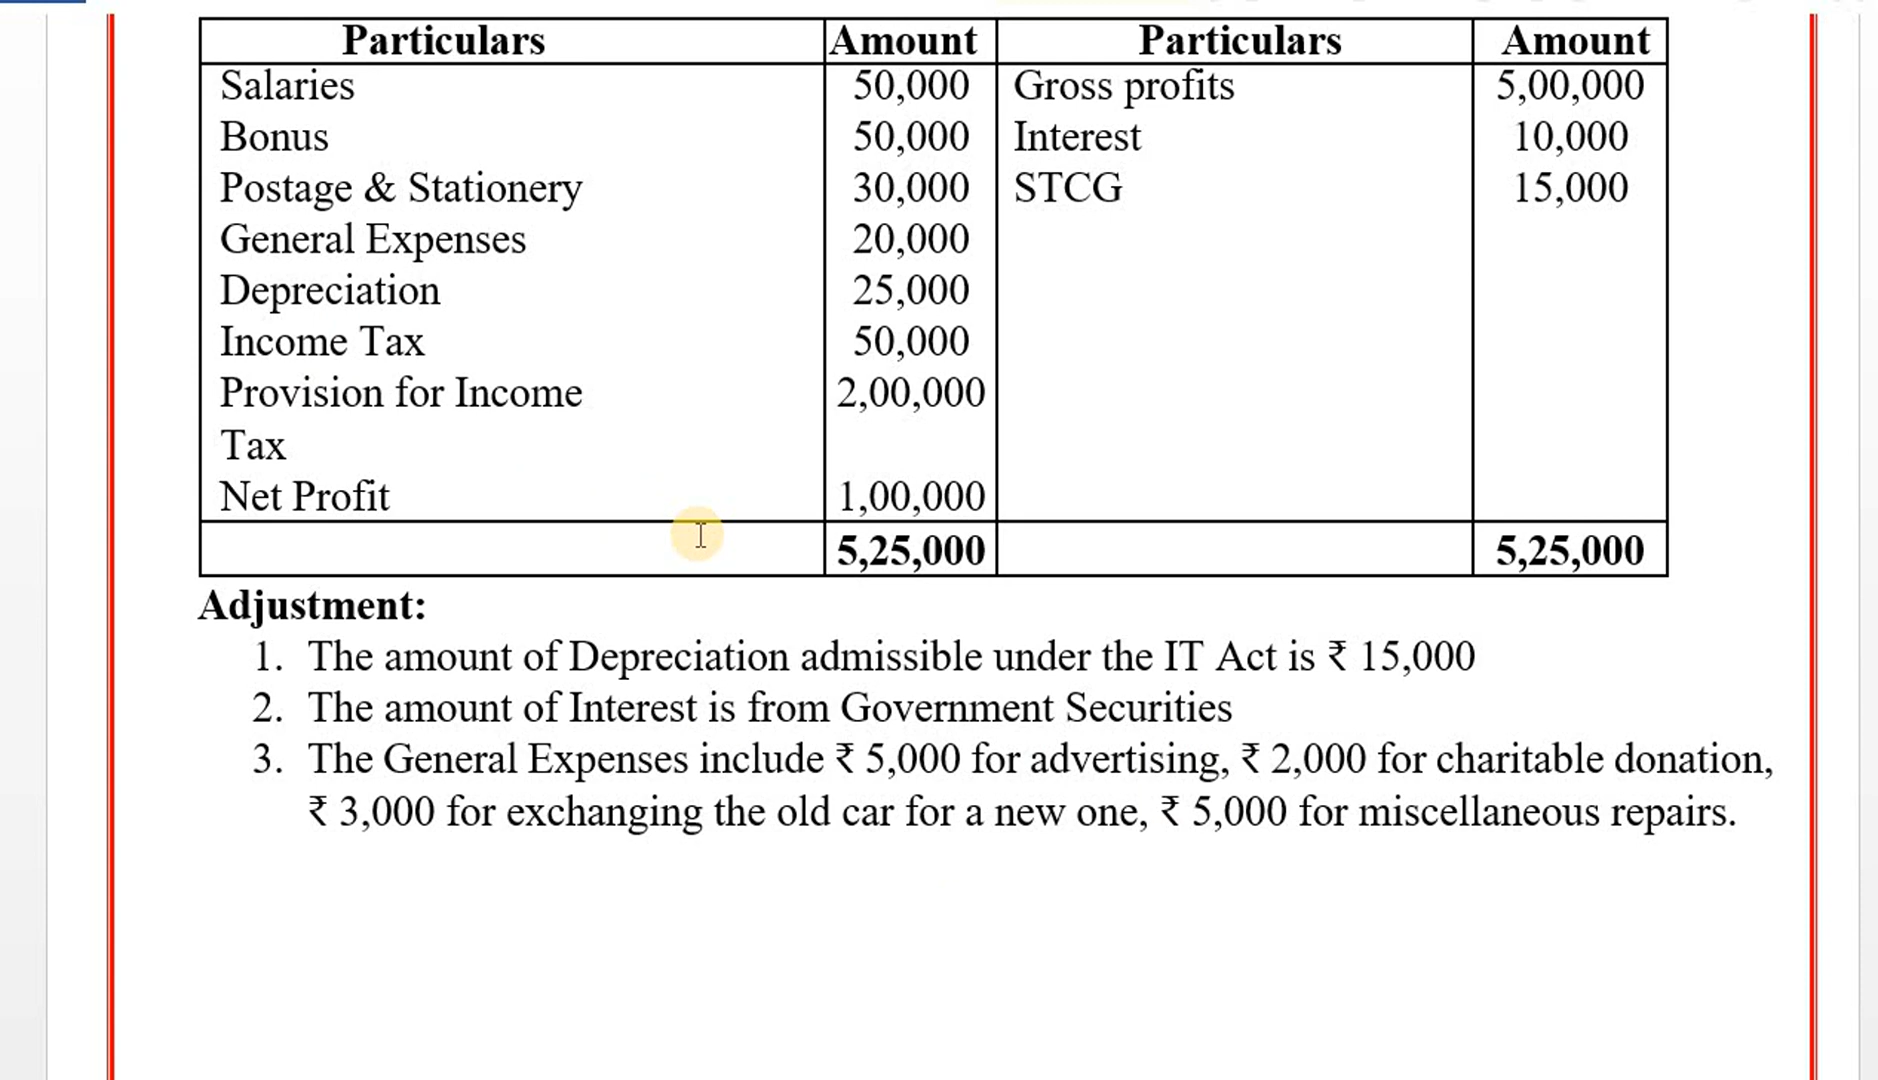 Particulars Amount Particulars Amount
Salaries 50,000 Gross profits 5,00,000
Bonus 50,000 Interest 10,000
Postage & Stationery 30,000 STCG 15,000
General Expenses 20,000
Depreciation 25,000
Income Tax 50,000
Provision for Income 2,00,000
Tax
Net Profit 1,00,000
5,25,000 5,25,000
Adjustment:
1. The amount of Depreciation admissible under the IT Act is ₹ 15,000
2. The amount of Interest is from Government Securities
3. The General Expenses include ₹ 5,000 for advertising, ₹ 2,000 for charitable donation,
₹ 3,000 for exchanging the old car for a new one, ₹ 5,000 for miscellaneous repairs.